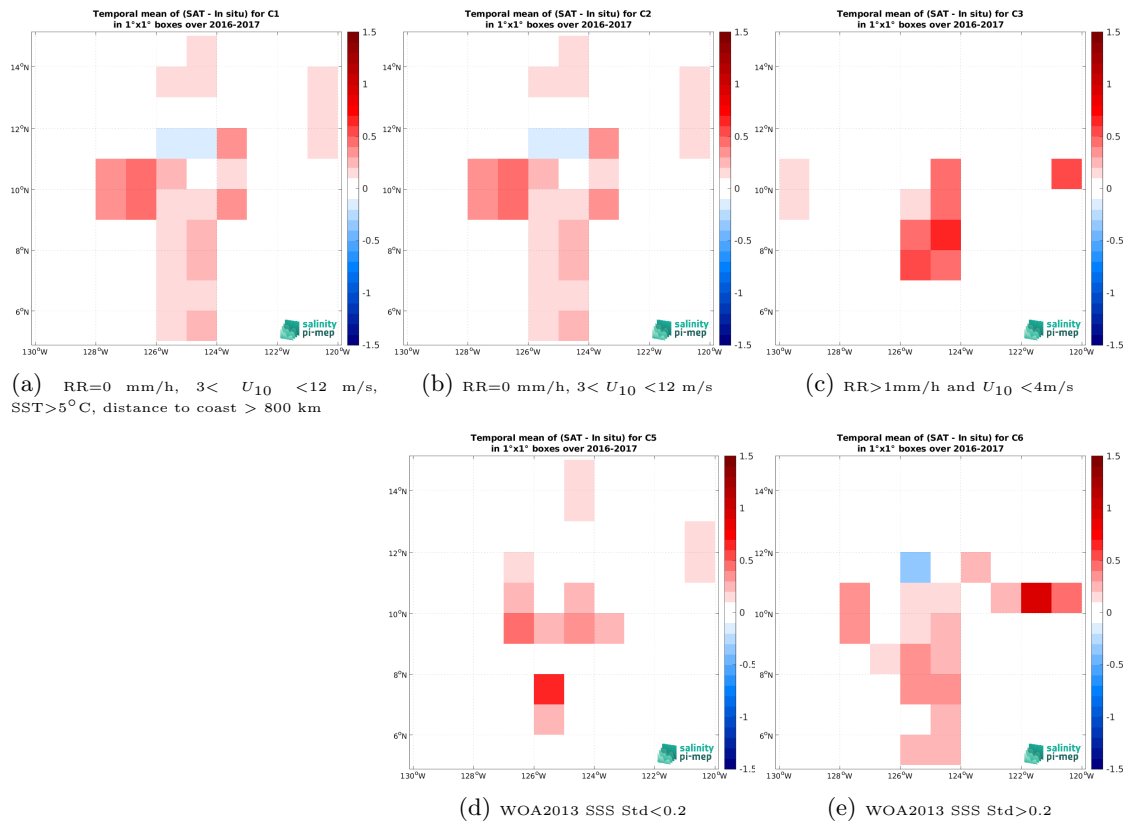 Temporal mean of (SAT - In situ) for C1
in 1°x1° boxes over 2016-2017
14°N
12°N
10°N
8°N
6°N
130°W 128°W 126°W 124°W 122°W 120°W
1.5
1
0.5
0
-0.5
-1
-1.5
salinity
pi-mep
(a) RR=0 mm/h, 3< U10 <12 m/s,
SST>5°C, distance to coast > 800 km
Temporal mean of (SAT - In situ) for C2
in 1°x1° boxes over 2016-2017
14°N
12°N
10°N
8°N
6°N
130°W 128°W 126°W 124°W 122°W 120°W
1.5
1
0.5
0
-0.5
-1
-1.5
salinity
pi-mep
(b) RR=0 mm/h, 3< U10 <12 m/s
Temporal mean of (SAT - In situ) for C3
in 1°x1° boxes over 2016-2017
14°N
12°N
10°N
8°N
6°N
130°W 128°W 126°W 124°W 122°W 120°W
1.5
1
0.5
0
-0.5
-1
-1.5
salinity
pi-mep
(c) RR>1mm/h and U10 <4m/s
Temporal mean of (SAT - In situ) for C5
in 1°x1° boxes over 2016-2017
14°N
12°N
10°N
8°N
6°N
130°W 128°W 126°W 124°W 122°W 120°W
1.5
1
0.5
0
-0.5
-1
-1.5
salinity
pi-mep
(d) WOA2013 SSS Std<0.2
Temporal mean of (SAT - In situ) for C6
in 1°x1° boxes over 2016-2017
14°N
12°N
10°N
8°N
6°N
130°W 128°W 126°W 124°W 122°W 120°W
1.5
1
0.5
0
-0.5
-1
-1.5
salinity
pi-mep
(e) WOA2013 SSS Std>0.2